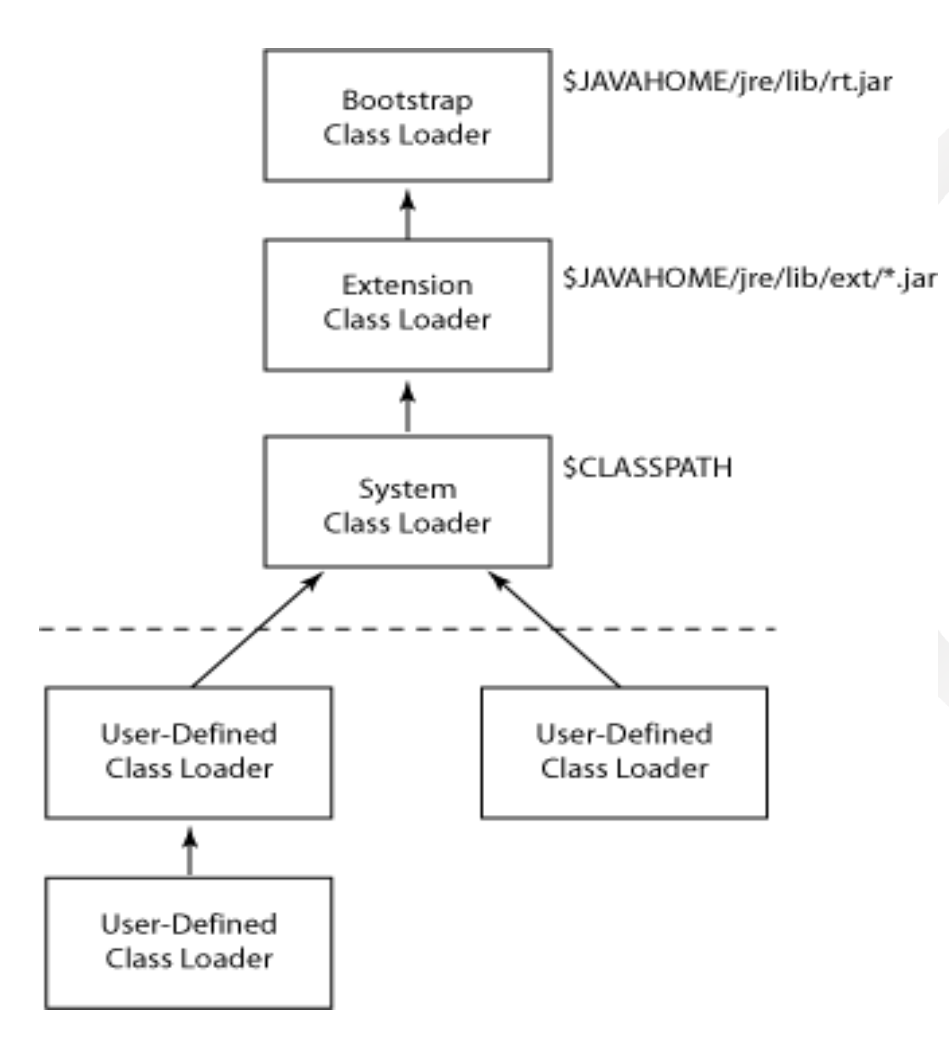 Bootstrap
Class Loader
$JAVAHOME/jre/lib/rt.jar
Extension
Class Loader
$JAVAHOME/jre/lib/ext/*.jar
System
Class Loader
$CLASSPATH
User-Defined
Class Loader
User-Defined
Class Loader
User-Defined
Class Loader